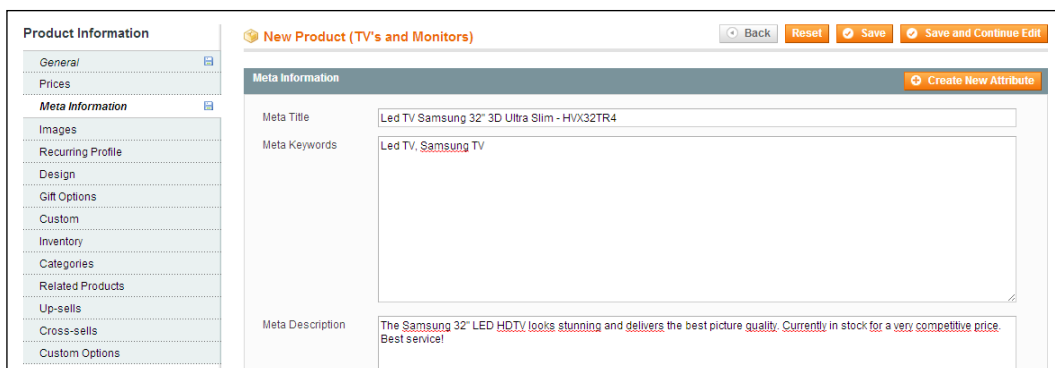 Product Information
General
Prices
Meta Information
Images
Recurring Profile
Design
Gift Options
Custom
Inventory
Categories
Related Products
Up-sells
Cross-sells
Custom Options
New Product (TV's and Monitors)
Back Reset Save Save and Continue Edit
Meta Information
Create New Attribute
Meta Title
Led TV Samsung 32" 3D Ultra Slim - HVX32TR4
Meta Keywords
Led TV, Samsung TV
Meta Description
The Samsung 32" LED HDTV looks stunning and delivers the best picture quality. Currently in stock for a very competitive price.
Best service!